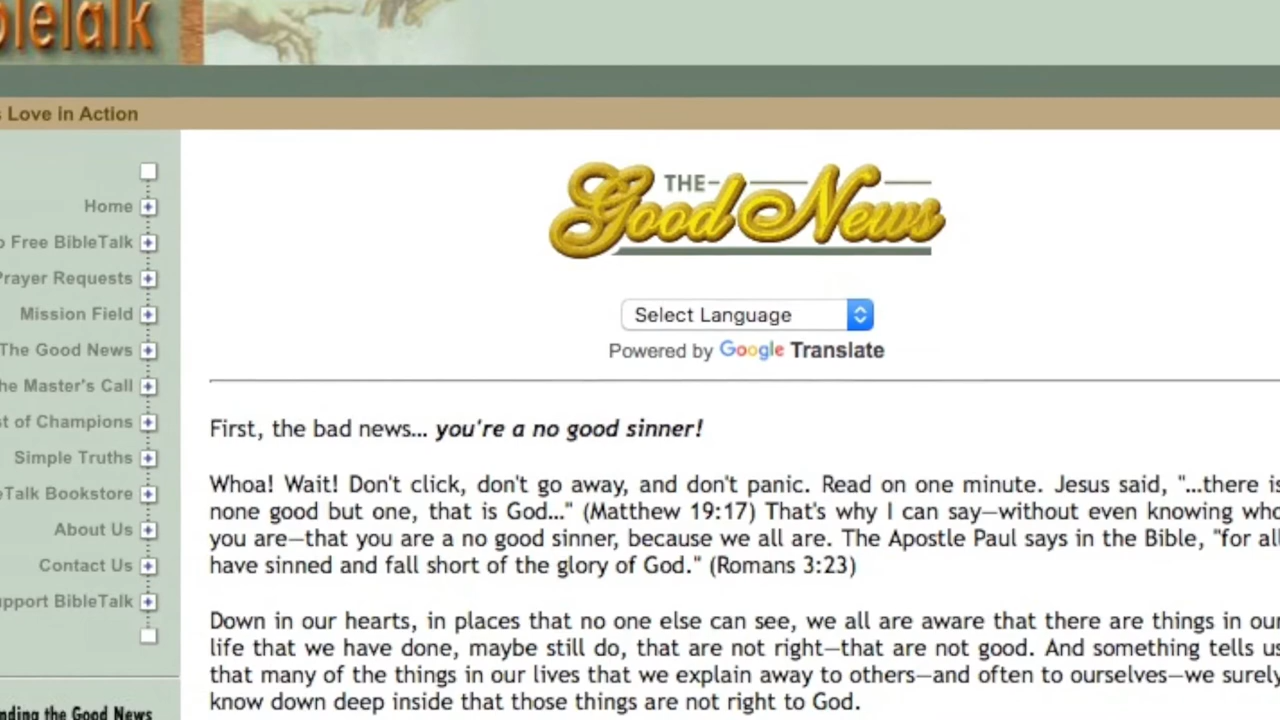 bleTalk
s Love in Action
Home
o Free BibleTalk
Prayer Requests
Mission Field
The Good News
he Master's Call
st of Champions
Simple Truths
eTalk Bookstore
About Us
Contact Us
upport BibleTalk
nding the Good News
THE
Good News
Select Language
Powered by Google Translate
First, the bad news… you're a no good sinner!
Whoa! Wait! Don't click, don't go away, and don't panic. Read on one minute. Jesus said, "…there is
none good but one, that is God…" (Matthew 19:17) That's why I can say—without even knowing who
you are—that you are a no good sinner, because we all are. The Apostle Paul says in the Bible, "for all
have sinned and fall short of the glory of God." (Romans 3:23)
Down in our hearts, in places that no one else can see, we all are aware that there are things in our
life that we have done, maybe still do, that are not right—that are not good. And something tells us
that many of the things in our lives that we explain away to others—and often to ourselves—we surely
know down deep inside that those things are not right to God.